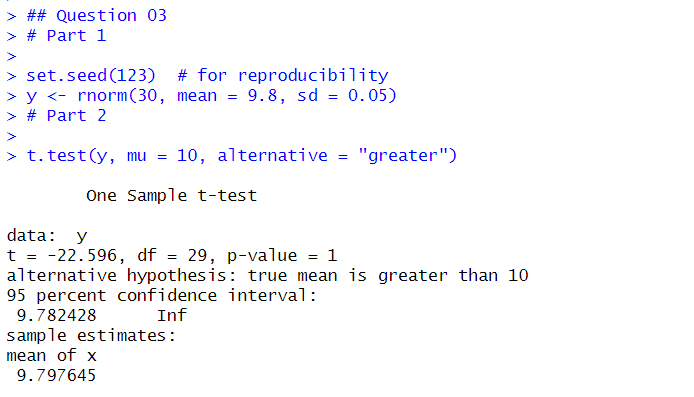 > ## Question 03
> # Part 1
>
> set.seed(123)  # for reproducibility
> y <- rnorm(30, mean = 9.8, sd = 0.05)
> # Part 2
>
> t.test(y, mu = 10, alternative = "greater")
One Sample t-test
data:  y
t = -22.596, df = 29, p-value = 1
alternative hypothesis: true mean is greater than 10
95 percent confidence interval:
 9.782428      Inf
sample estimates:
mean of x
 9.797645